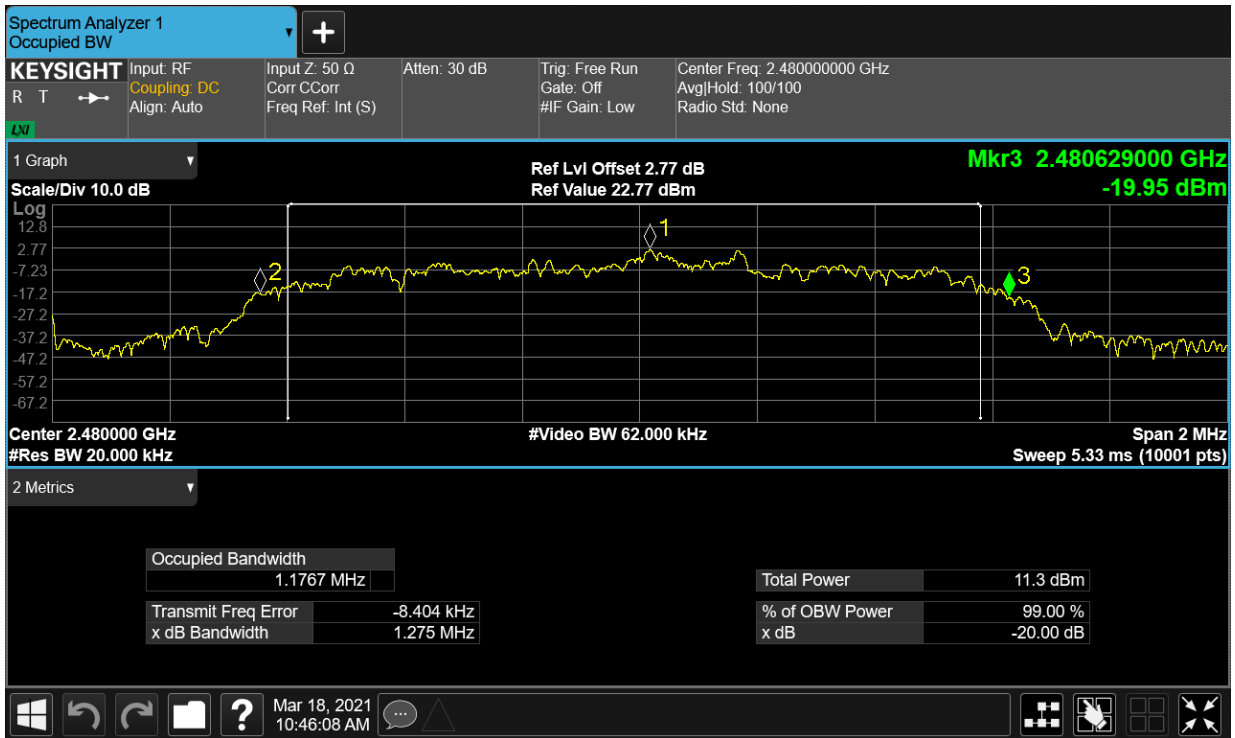 Spectrum Analyzer 1
Occupied BW
KEYSIGHT
R T
LXI
Input: RF
Coupling: DC
Align: Auto
Input Z: 50 Ω
Corr CCorr
Freq Ref: Int (S)
Atten: 30 dB
Trig: Free Run
Gate: Off
#IF Gain: Low
Center Freq: 2.480000000 GHz
Avg|Hold: 100/100
Radio Std: None
1 Graph
Scale/Div 10.0 dB
Ref Lvl Offset 2.77 dB
Ref Value 22.77 dBm
Mkr3 2.480629000 GHz
-19.95 dBm
Log
12.8
2.77
-7.23
-17.2
-27.2
-37.2
-47.2
-57.2
-67.2
1
2
3
Center 2.480000 GHz
#Video BW 62.000 kHz
Span 2 MHz
#Res BW 20.000 kHz
Sweep 5.33 ms (10001 pts)
2 Metrics
Occupied Bandwidth
1.1767 MHz
Transmit Freq Error -8.404 kHz
x dB Bandwidth 1.275 MHz
Total Power 11.3 dBm
% of OBW Power 99.00 %
x dB -20.00 dB
?
Mar 18, 2021
10:46:08 AM